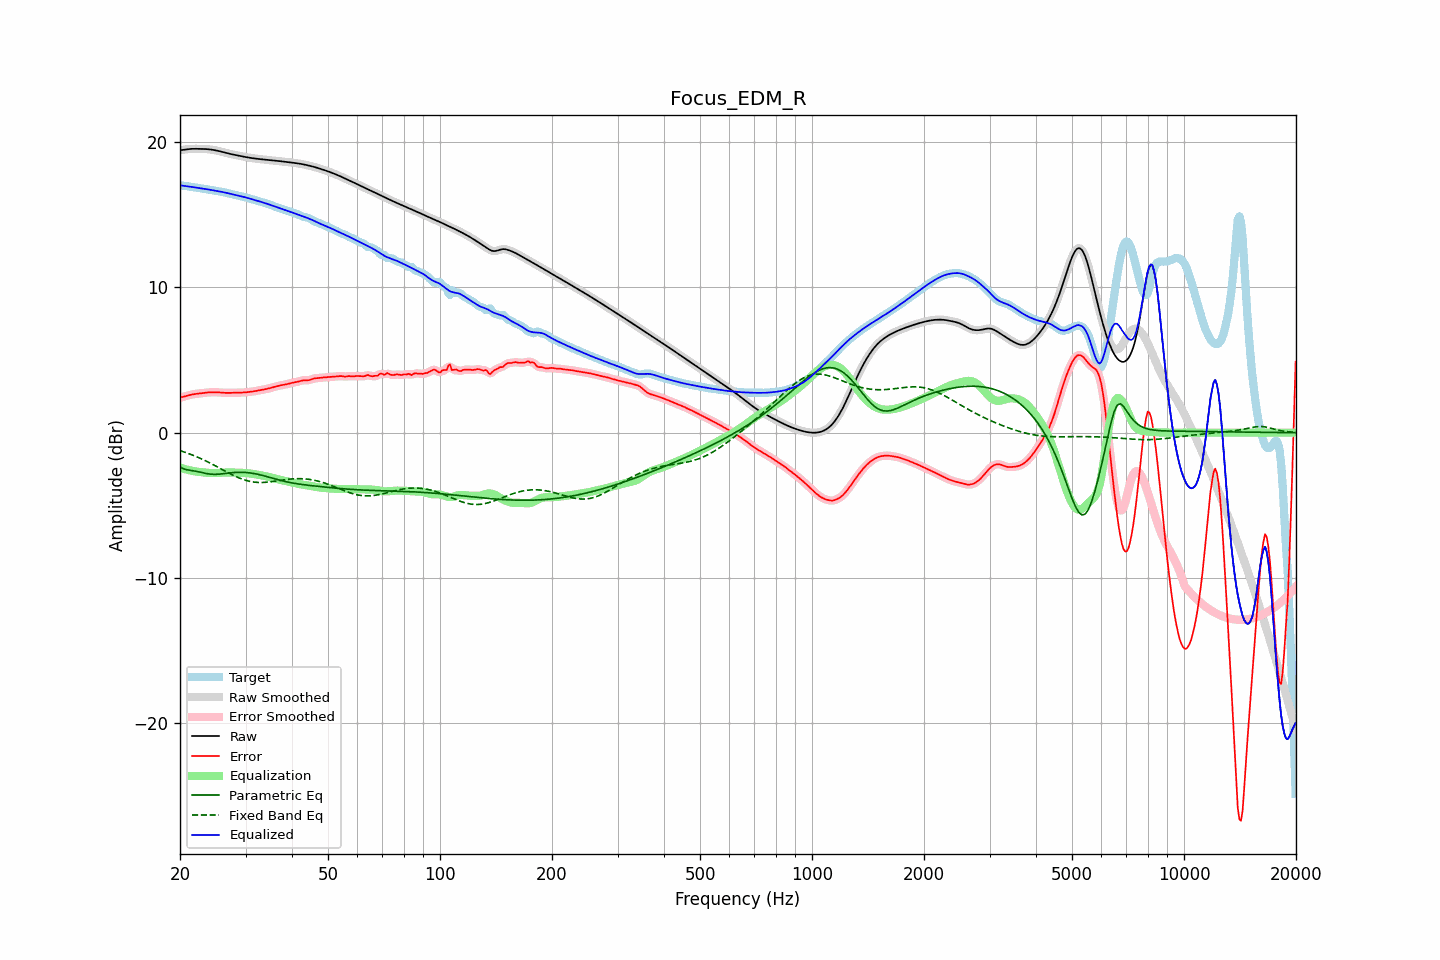 Focus_EDM_R
Amplitude (dBr)
20
10
0
−10
−20
Target
Raw Smoothed
Error Smoothed
Raw
Error
Equalization
Parametric Eq
Fixed Band Eq
Equalized
20 50 100 200 500 1000 2000 5000 10000 20000
Frequency (Hz)